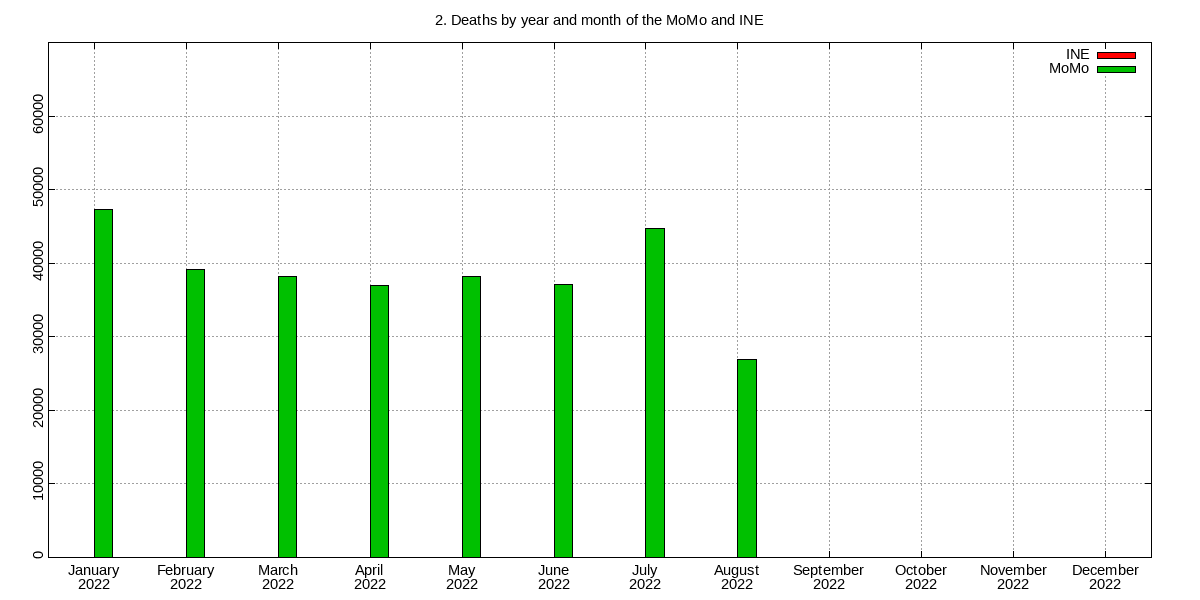 2. Deaths by year and month of the MoMo and INE
INE
MoMo
60000
50000
40000
30000
20000
10000
0
January February March April May June July August September October November December
2022 2022 2022 2022 2022 2022 2022 2022 2022 2022 2022 2022